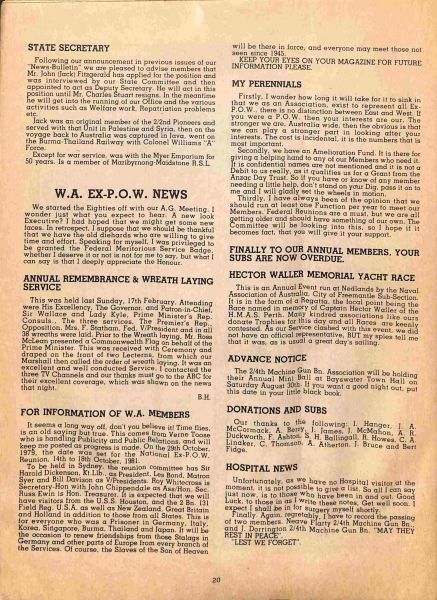 STATE SECRETARY
Following our announcement in previous issues of our
"News-Bulletin" we are pleased to advise members that
Mr. John (Jack) Fitzgerald has applied for the position and
was interviewed by our State Committee and then
appointed to act as Deputy Secretary. He will act in this
position until Mr. Charles Stuart resigns. In the meantime
he will get into the running of our Office and the various
activities such as Welfare work, Repatriation problems
etc.
Jack was an original member of the 2/2nd Pioneers and
served with that Unit in Palestine and Syria, then on the
voyage back to Australia was captured in Java, went on
the Burma-Thailand Railway with Colonel Williams "A"
Force.
Except for war service, was with the Myer Emporium for
50 years. Is a member of Maribyrnong-Maidstone R.S.L.
W.A. EX-P.O.W. NEWS
We started the Eighties off with our A.G. Meeting. I
wonder just what you expect to hear. A new look
Executive? I had hoped that we might get some new
faces. In retrospect, I suppose that we should be thankful
that we have the old diehards who are willing to give
time and effort. Speaking for myself, I was privileged to
be granted the Federal Meritorious Service Badge,
whether I deserve it or not is not for me to say, but what I
can say is that I deeply appreciate the Honour.
ANNUAL REMEMBRANCE & WREATH LAYING
SERVICE
This was held last Sunday, 17th February. Attending
were His Excellency, The Governor, and Patron-in-Chief,
Sir Wallace and Lady Kyle, Prime Minister's Rep.,
Consuls, The three services, The Premier's Rep.,
Opposition, Mrs. F. Stratham, Fed. V/President and in all
38 wreaths were laid. Prior to the Wreath laying, Mr. Ross
McLean presented a Commonwealth Flag on behalf of the
Prime Minister. This was received with Ceremony and
draped on the front of two Lecterns, from which our
Marshall then called the order of wreath laying. It was an
excellent and well conducted Service. I contacted the
three TV Channels and our thanks must go to the ABC for
their excellent coverage, which was shown on the news
that night.
B.H.
FOR INFORMATION OF W.A. MEMBERS
It seems a long way off, don't you believe it! Time flies,
is an old saying but true. This comes from Verne Toose
who is handling Publicity and Public Relations, and will
keep me posted as progress is made. On the 28th October,
1979, the date was set for the National Ex-P.O.W.
Reunion, 14th to 18th October, 1981.
To be held in Sydney, the reunion committee has Sir
Harold Dickenson, Kt.Lib., as President, Les Bond, Matron
Syer and Bill Davison as V/Presidents. Roy Whitecross is
Secretary-Hon with John Chippendale as Ass/Hon. Sec.
Russ Ewin is Hon. Treasurer. It is expected that we will
have visitors from the U.S.S. Houston, and the 2 Bn. 131
Field Reg. U.S.A. as well as New Zealand, Great Britain
and Holland in addition to those from all States. This is
for everyone who was a Prisoner in Germany, Italy,
Korea, Singapore, Burma, Thailand and Japan. It will be
the occasion to renew friendships from those Stalags in
Germany and other parts of Europe from every branch of
the Services. Of course, the Slaves of the Son of Heaven
will be there in force, and everyone may meet those not
seen since 1945.
KEEP YOUR EYES ON YOUR MAGAZINE FOR FUTURE
INFORMATION PLEASE.
MY PERENNIALS
Firstly, I wonder how long it will take for it to sink in
that we as an Association, exist to represent all Ex-
P.O.W., there is no distinction between East and West. If
you were a P.O.W. then your interests are our. The
stronger we are, Australia wide, then the obvious is that
we can play a stronger part in looking after your
interests. The cost is incidental, it is the numbers that is
most important.
Secondly, we have an Amelioration Fund. It is there for
giving a helping hand to any of our Members who need it.
It is confidential names are not mentioned and it is not a
Debit to us really, as it qualifies us for a Grant from the
Anzac Day Trust. So if you have or know of any member
needing a little help, don't stand on your Dig, pass it on to
me and I will gladly set the wheels in motion.
Thirdly, I have always been of the opinion that we
should run at least one Function per year to meet our
Members. Federal Reunions are a must, but we are all
getting older and should have something of our own. The
Committee will be looking into this, so I hope if it
becomes fact, that you will give it your support.
FINALLY TO OUR ANNUAL MEMBERS, YOUR
SUBS ARE NOW OVERDUE.
HECTOR WALLER MEMORIAL YACHT RACE
This is an Annual Event run at Nedlands by the Naval
Association of Australia, City of Freemantle Sub-Section.
It is in the form of a Regatta, the focal point being the
Race named in memory of Captain Hector Waller of the
H.M.A.S. Perth. Many kindred associations like ours
donate Trophies for this day, and all Races are keenly
contested. As our Service clashed with this event, we did
not have an official representative, BUT my spies tell me
that it was, as is usual a great day's sailing.
ADVANCE NOTICE
The 2/4th Machine Gun Bn. Association will be holding
their Annual Mini Ball at Bayswater Town Hall on
Saturday August 30th. If you want a good night out, put
this date in your little black book.
DONATIONS AND SUBS
Our thanks to the following: I. Hanger, J. A.
McCormack, A. Berry, J. James, J. McMahon, A. R.
Duckworth, F. Ashton, S. H. Ballingall, R. Howes, C. A.
Linaker, C. Thomson, A. Atherton, J. Bruce and Bert
Fidge.
HOSPITAL NEWS
Unfortunately, as we have no Hospital visitor at the
moment, it is not possible to give a list. So all I can say
just now, is to those who have been in and out. Good
Luck, to those in as I write these notes, Get well soon. I
expect I shall be in for surgery myself shortly.
Finally. Again, regretably, I have to record the passing
of two members. Neave Flarty 2/4th Machine Gun Bn.,
and J. Dorrington 2/4th Machine Gun Bn. "MAY THEY
REST IN PEACE".
"LEST WE FORGET".
20